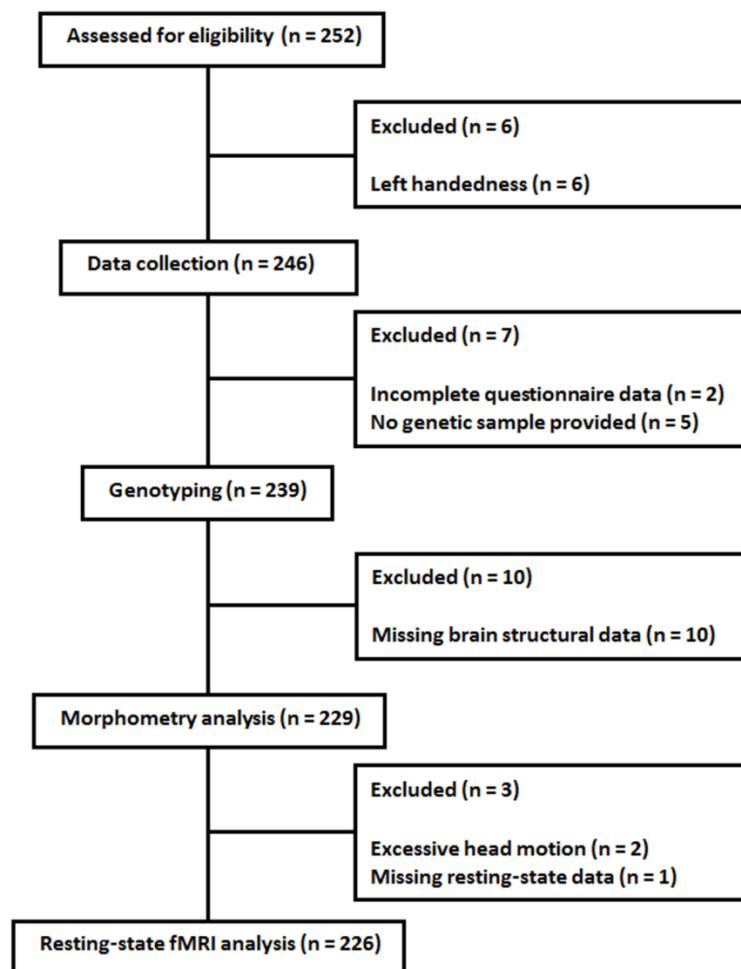 Assessed for eligibility (n = 252)
Excluded (n = 6)
Left handedness (n = 6)
Data collection (n = 246)
Excluded (n = 7)
Incomplete questionnaire data (n = 2)
No genetic sample provided (n = 5)
Genotyping (n = 239)
Excluded (n = 10)
Missing brain structural data (n = 10)
Morphometry analysis (n = 229)
Excluded (n = 3)
Excessive head motion (n = 2)
Missing resting-state data (n = 1)
Resting-state fMRI analysis (n = 226)